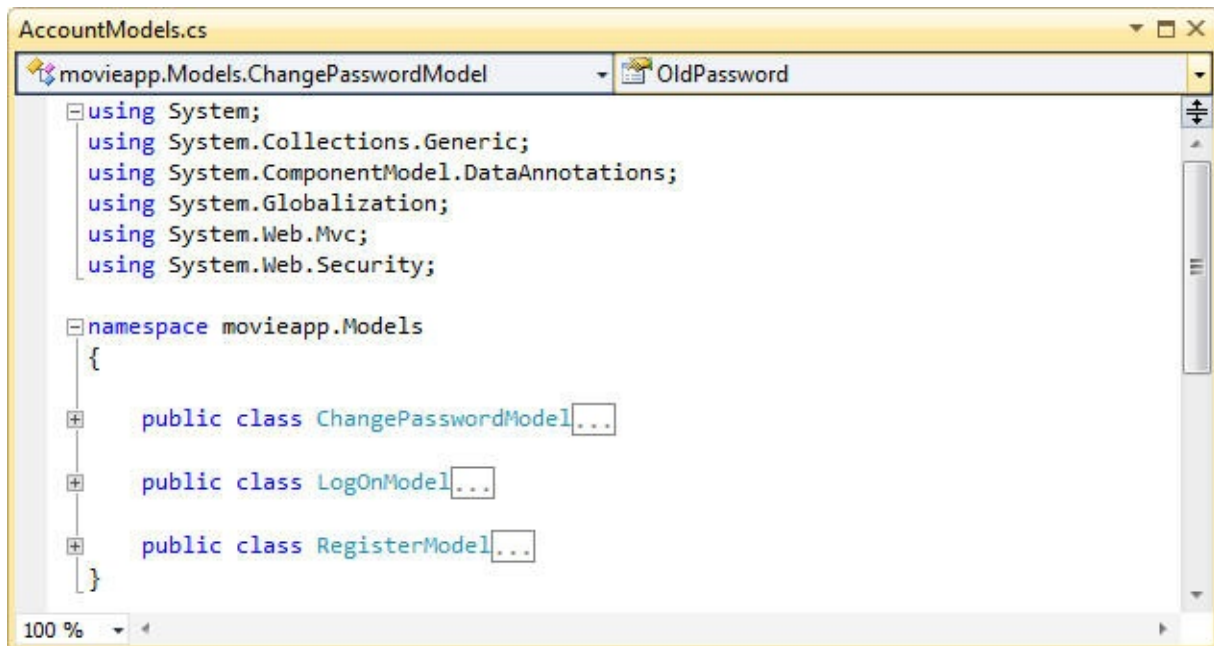 AccountModels.cs
movieapp.Models.ChangePasswordModel OldPassword
using System;
using System.Collections.Generic;
using System.ComponentModel.DataAnnotations;
using System.Globalization;
using System.Web.Mvc;
using System.Web.Security;
namespace movieapp.Models
{
public class ChangePasswordModel...
public class LogOnModel...
public class RegisterModel...
}
100 %